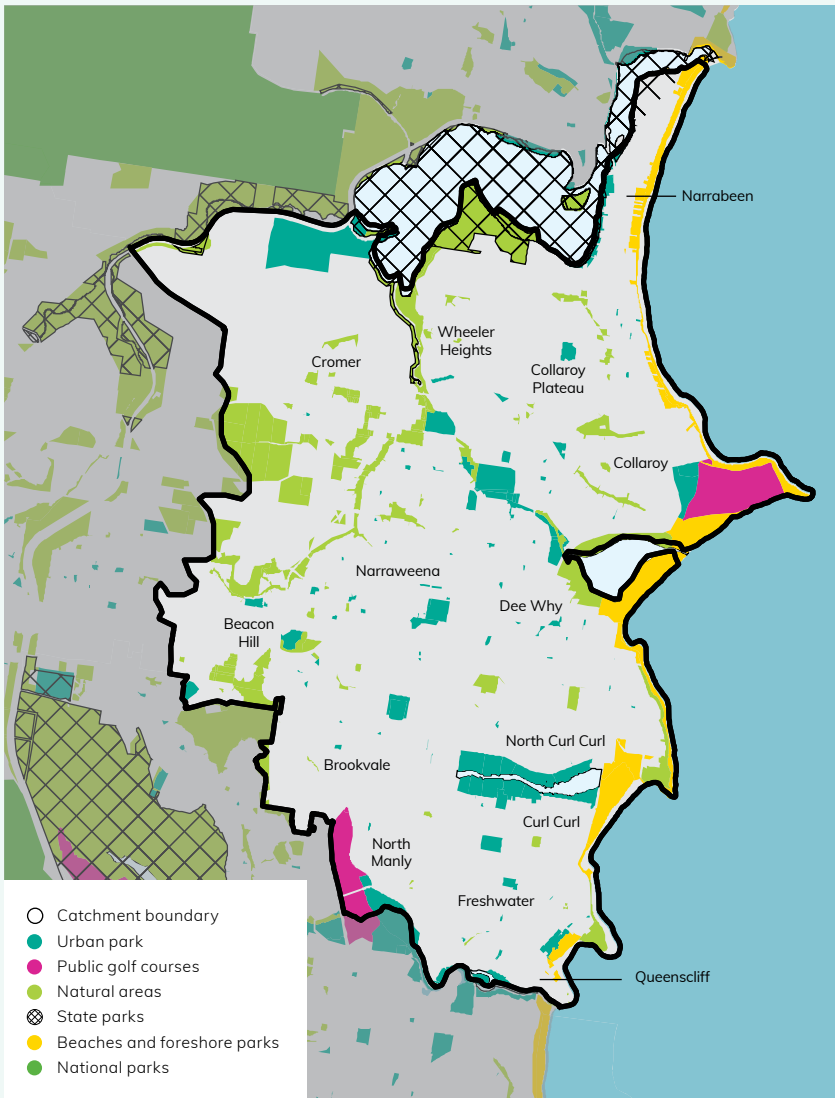 Narrabeen
Wheeler
Heights
Cromer
Collaroy
Plateau
Collaroy
Narraweena
Dee Why
Beacon
Hill
North Curl Curl
Brookvale
Curl Curl
North
Manly
Freshwater
Queenscliff
Catchment boundary
Urban park
Public golf courses
Natural areas
State parks
Beaches and foreshore parks
National parks